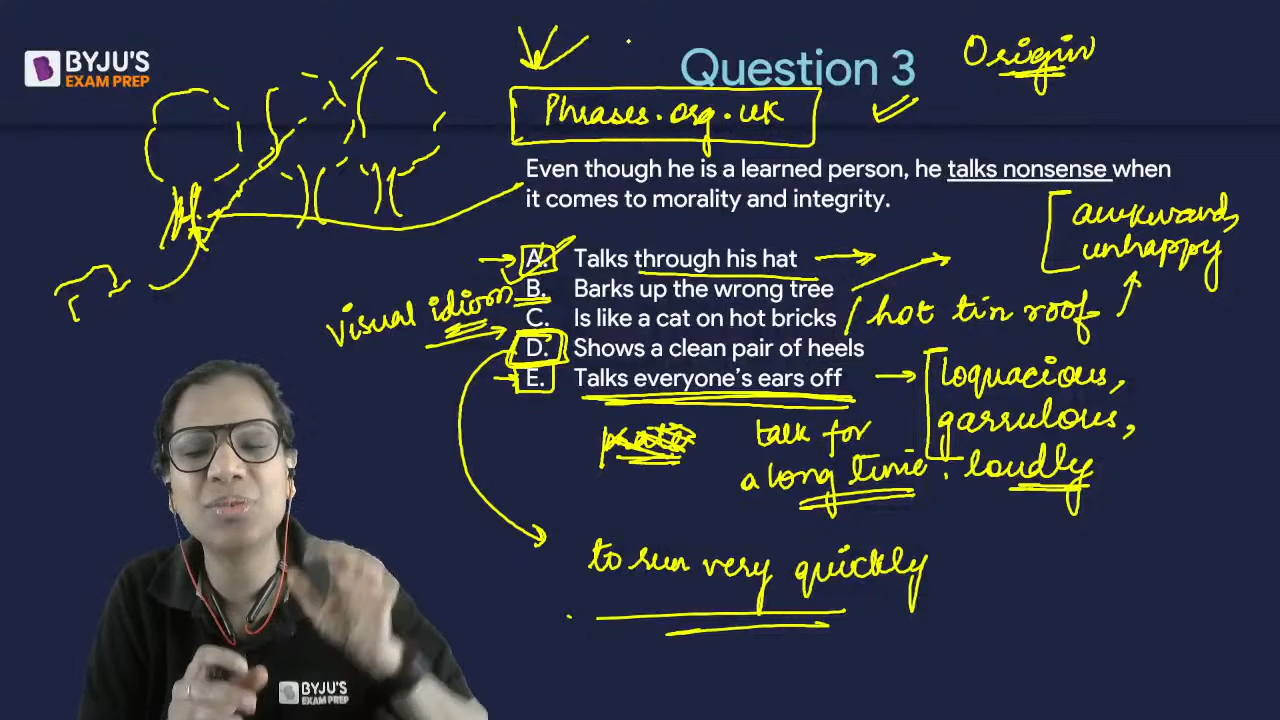 BYJU'S
EXAM PREP
Question 3
Origin
Phrases.org.uk
Even though he is a learned person, he talks nonsense when
it comes to morality and integrity.
awkward,
unhappy
A. Talks through his hat
B. Barks up the wrong tree
visual idiom
C. Is like a cat on hot bricks
/ hot tin roof
D. Shows a clean pair of heels
E. Talks everyone's ears off
loquacious,
garrulous,
talk for
a long time. loudly
to run very quickly
BYJU'S
EXAM PREP